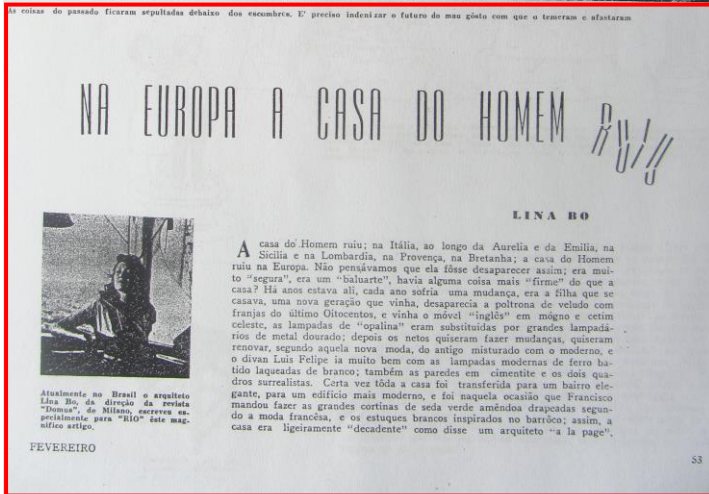 As coisas do passado ficaram sepultadas debaixo dos escombros. E' preciso indenizar o futuro do mau gôsto com que o temeram e afastaram
NA EUROPA A CASA DO HOMEM RUIU
LINA BO
A casa do Homem ruiu; na Itália, ao longo da Aurelia e da Emilia, na
Sicilia e na Lombardia, na Provença, na Bretanha; a casa do Homem
ruiu na Europa. Não pensávamos que ela fôsse desaparecer assim; era mui-
to "segura", era um "baluarte", havia alguma coisa mais "firme" do que a
casa? Há anos estava ali, cada ano sofria uma mudança, era a filha que se
casava, uma nova geração que vinha, desaparecia a poltrona de veludo com
franjas do último Oitocentos, e vinha o móvel "inglês" em mógno e cetim
celeste, as lampadas de "opalina" eram substituidas por grandes lampadá-
rios de metal dourado; depois os netos quiseram fazer mudanças, quiseram
renovar, segundo aquela nova moda, do antigo misturado com o moderno, e
o divan Luis Felipe ia muito bem com as lampadas modernas de ferro ba-
tido laqueadas de branco; também as paredes em cimentite e os dois qua-
dros surrealistas. Certa vez tôda a casa foi transferida para um bairro ele-
gante, para um edifício mais moderno, e foi naquela ocasião que Francisco
mandou fazer as grandes cortinas de seda verde amêndoa drapeadas segun-
do a moda francêsa, e os estuques brancos inspirados no barrôco; assim, a
casa era ligeiramente "decadente" como disse um arquiteto "a la page".
Atualmente no Brasil o arquiteto
Lina Bo, da direção da revista
"Domus", de Milano, escreveu es-
pecialmente para "RIO" êste mag-
nífico artigo.
FEVEREIRO
53